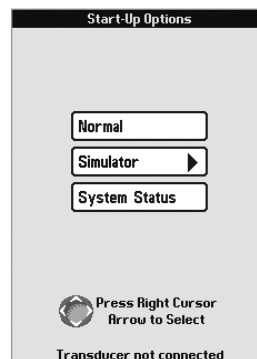 Start-Up Options
Normal
Simulator
System Status
Press Right Cursor
Arrow to Select
Transducer not connected